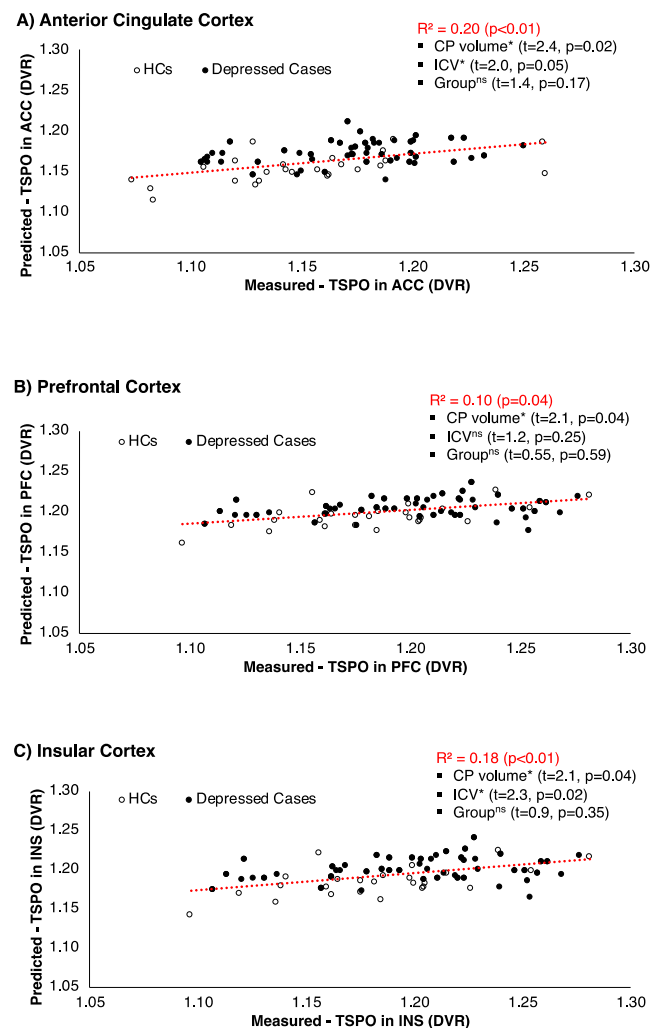 A) Anterior Cingulate Cortex
R² = 0.20 (p<0.01)
■ CP volume* (t=2.4, p=0.02)
■ ICV* (t=2.0, p=0.05)
■ Groupⁿˢ (t=1.4, p=0.17)
○ HCs ● Depressed Cases
Predicted - TSPO in ACC (DVR)
1.30
1.25
1.20
1.15
1.10
1.05
1.05 1.10 1.15 1.20 1.25 1.30
Measured - TSPO in ACC (DVR)
B) Prefrontal Cortex
R² = 0.10 (p=0.04)
■ CP volume* (t=2.1, p=0.04)
■ ICVⁿˢ (t=1.2, p=0.25)
■ Groupⁿˢ (t=0.55, p=0.59)
○ HCs ● Depressed Cases
Predicted - TSPO in PFC (DVR)
1.30
1.25
1.20
1.15
1.10
1.05
1.05 1.10 1.15 1.20 1.25 1.30
Measured - TSPO in PFC (DVR)
C) Insular Cortex
R² = 0.18 (p<0.01)
■ CP volume* (t=2.1, p=0.04)
■ ICV* (t=2.3, p=0.02)
■ Groupⁿˢ (t=0.9, p=0.35)
○ HCs ● Depressed Cases
Predicted - TSPO in INS (DVR)
1.30
1.25
1.20
1.15
1.10
1.05
1.05 1.10 1.15 1.20 1.25 1.30
Measured - TSPO in INS (DVR)